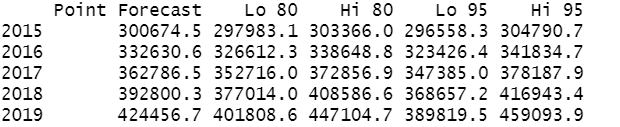 Point Forecast Lo 80 Hi 80 Lo 95 Hi 95
2015 300674.5 297983.1 303366.0 296558.3 304790.7
2016 332630.6 326612.3 338648.8 323426.4 341834.7
2017 362786.5 352716.0 372856.9 347385.0 378187.9
2018 392800.3 377014.0 408586.6 368657.2 416943.4
2019 424456.7 401808.6 447104.7 389819.5 459093.9